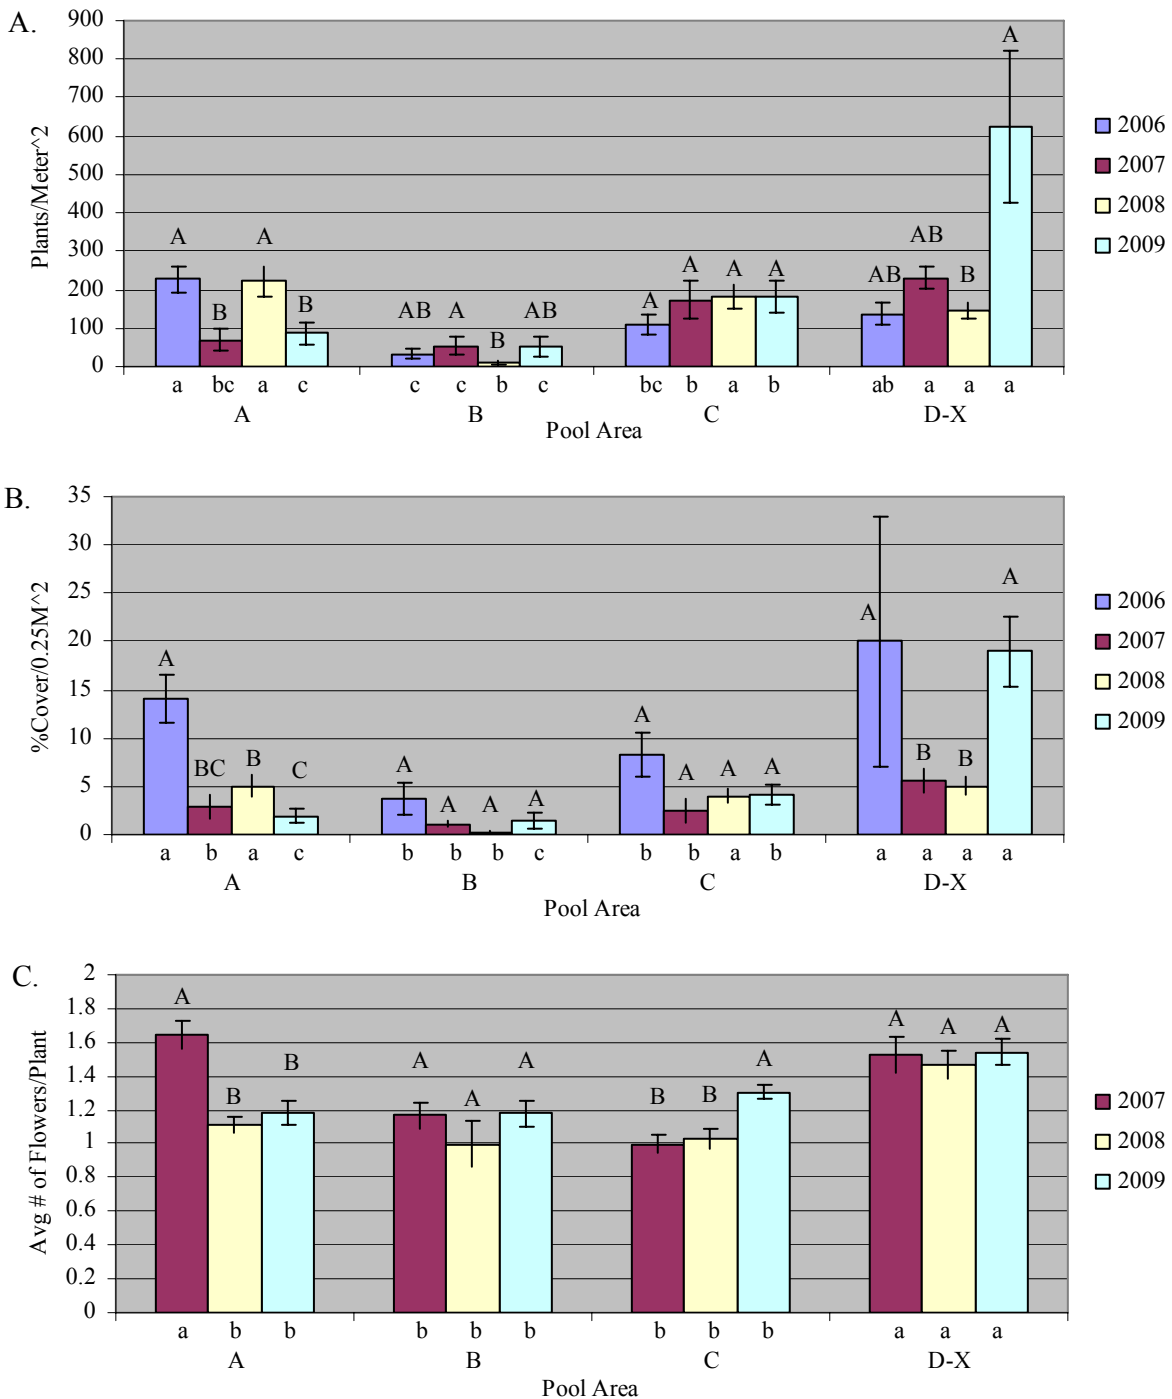 A.
900
800
700
600
500
400
300
200
100
0
Plants/Meter^2
A B A B
AB A B AB
A A A A
AB AB B A
a bc a c c c b c bc b a b ab a a a
A B C D-X
Pool Area
2006
2007
2008
2009
B.
35
30
25
20
15
10
5
0
%Cover/0.25M^2
A BC B C
A A A A
A A A A
A B B A
a b a c b b b c b b a b a a a a
A B C D-X
Pool Area
2006
2007
2008
2009
C.
2
1.8
1.6
1.4
1.2
1
0.8
0.6
0.4
0.2
0
Avg # of Flowers/Plant
A B B
A A A
B B A
A A A
a b b b b b b b b a a a
A B C D-X
Pool Area
2007
2008
2009